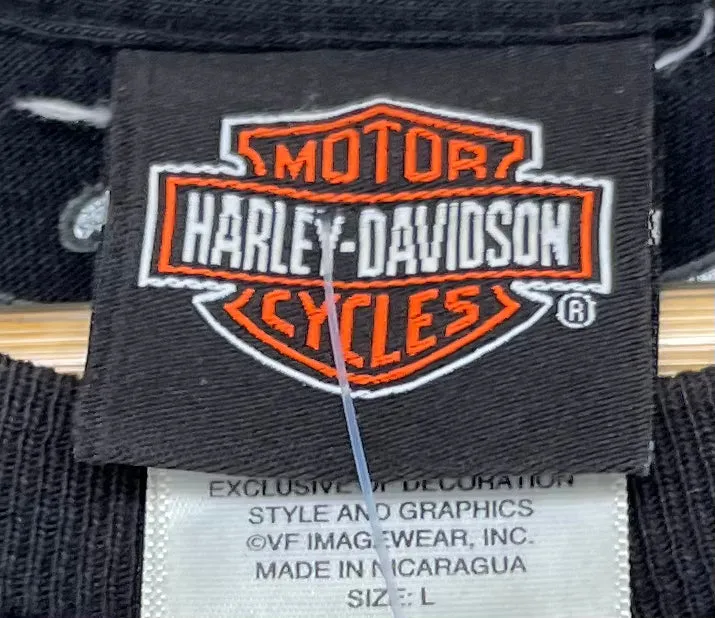 MOTOR
HARLEY-DAVIDSON
CYCLES
®
EXCLUSIVE OF DECORATION
STYLE AND GRAPHICS
©VF IMAGEWEAR, INC.
MADE IN NICARAGUA
SIZE: L